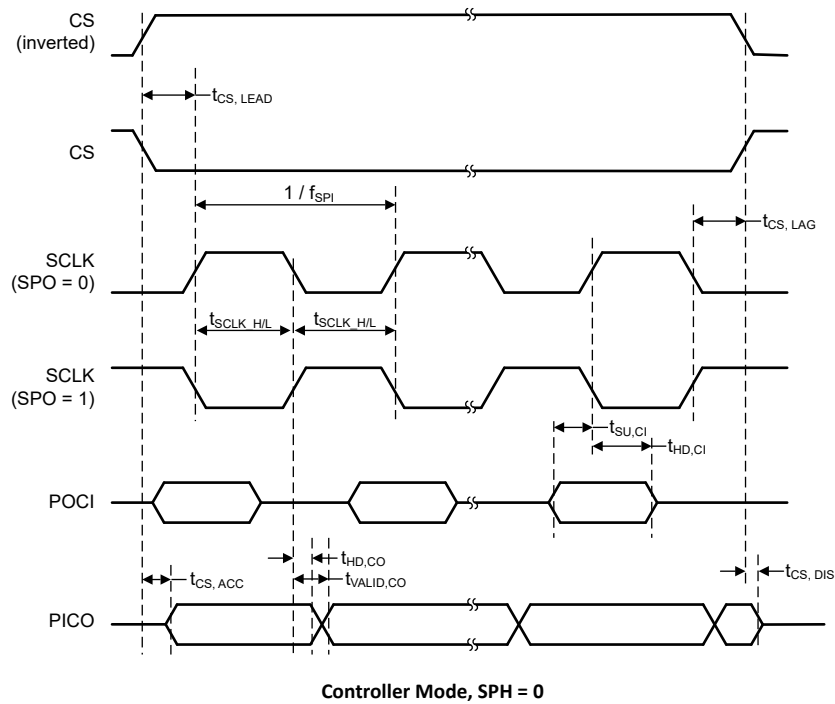 CS
(inverted)
tCS, LEAD
CS
1 / fSPI
tCS, LAG
SCLK
(SPO = 0)
tSCLK_H/L
tSCLK_H/L
SCLK
(SPO = 1)
tSU,CI
tHD,CI
POCI
tHD,CO
tCS, ACC
tVALID,CO
tCS, DIS
PICO
Controller Mode, SPH = 0